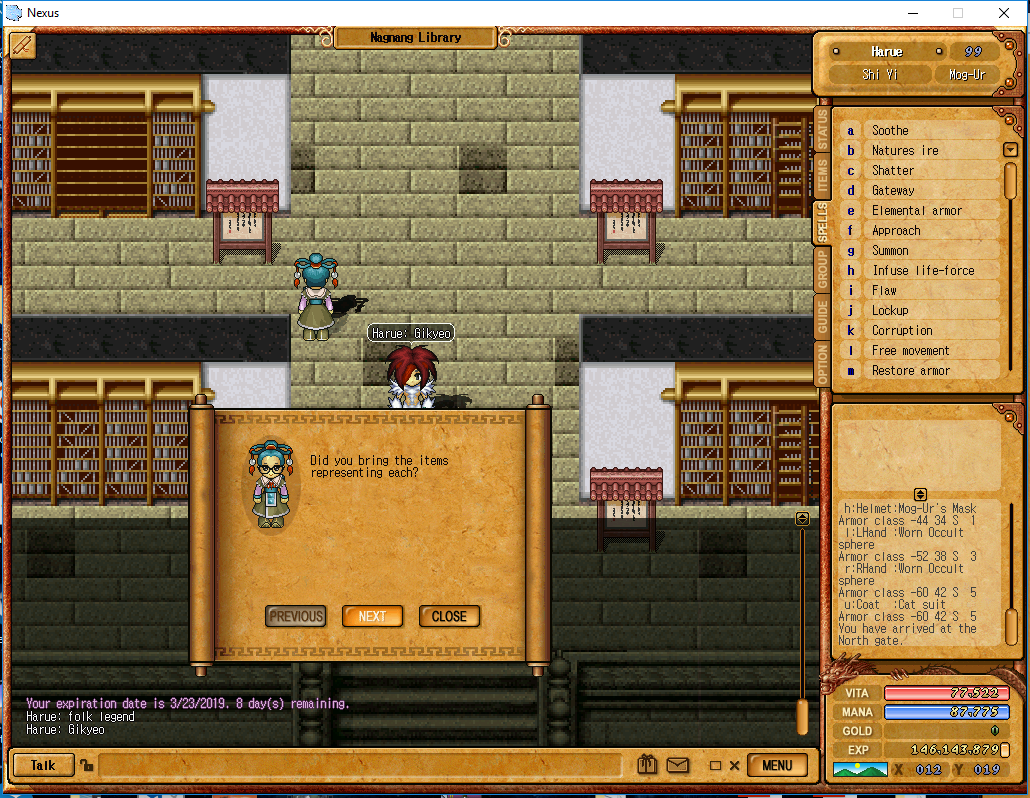 Nexus
Nagnang Library
Harue 99
Shi Yi Mog-Ur
STATUS
ITEMS
SPELLS
GROUP
GUIDE
OPTION
a Soothe
b Natures ire
c Shatter
d Gateway
e Elemental armor
f Approach
g Summon
h Infuse life-force
i Flaw
j Lockup
k Corruption
l Free movement
m Restore armor
Harue: Gikyeo
Did you bring the items
representing each?
PREVIOUS NEXT CLOSE
h:Helmet:Mog-Ur's Mask
Armor class -44 34 S 1
l:LHand :Worn Occult
sphere
Armor class -52 38 S 3
r:RHand :Worn Occult
sphere
Armor class -60 42 S 5
u:Coat :Cat suit
Armor class -60 42 S 5
You have arrived at the
North gate.
Your expiration date is 3/23/2019. 8 day(s) remaining.
Harue: folk legend
Harue: Gikyeo
VITA 77,522
MANA 87,775
GOLD 0
EXP 146,143,879
X 012 Y 019
Talk
MENU